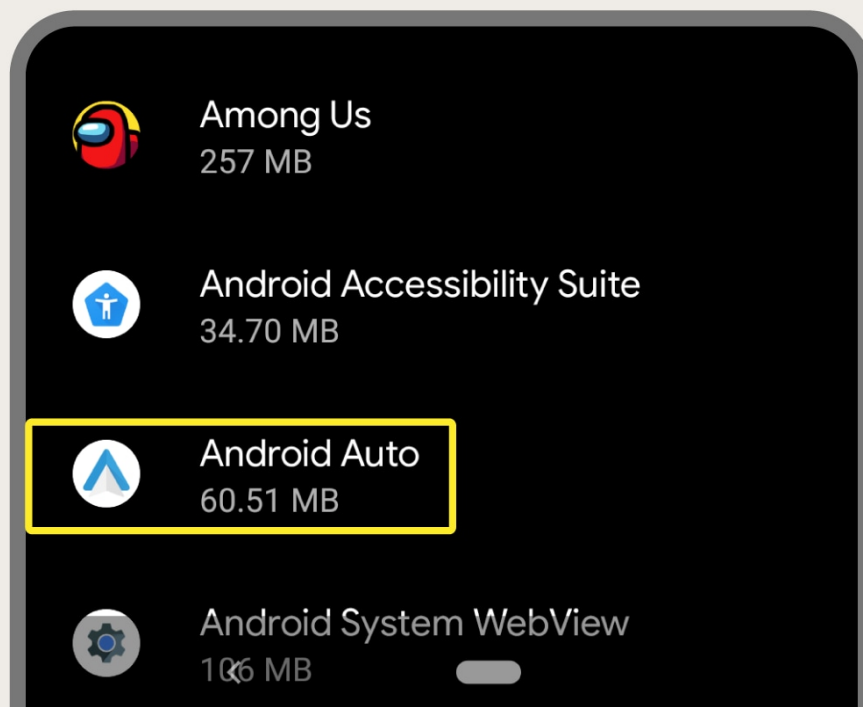 Among Us
257 MB
Android Accessibility Suite
34.70 MB
Android Auto
60.51 MB
Android System WebView
106 MB